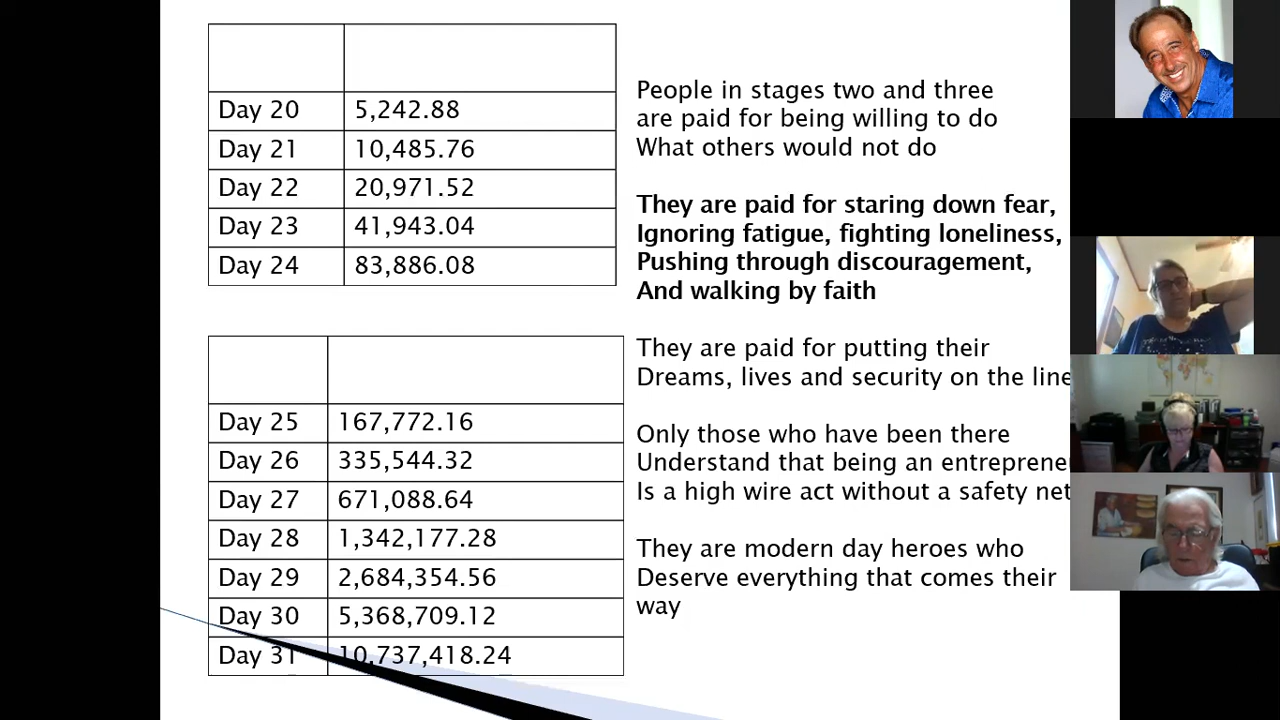 Day 20 5,242.88
Day 21 10,485.76
Day 22 20,971.52
Day 23 41,943.04
Day 24 83,886.08
Day 25 167,772.16
Day 26 335,544.32
Day 27 671,088.64
Day 28 1,342,177.28
Day 29 2,684,354.56
Day 30 5,368,709.12
Day 31 10,737,418.24
People in stages two and three
are paid for being willing to do
What others would not do
They are paid for staring down fear,
Ignoring fatigue, fighting loneliness,
Pushing through discouragement,
And walking by faith
They are paid for putting their
Dreams, lives and security on the line
Only those who have been there
Understand that being an entreprene
Is a high wire act without a safety net
They are modern day heroes who
Deserve everything that comes their
way